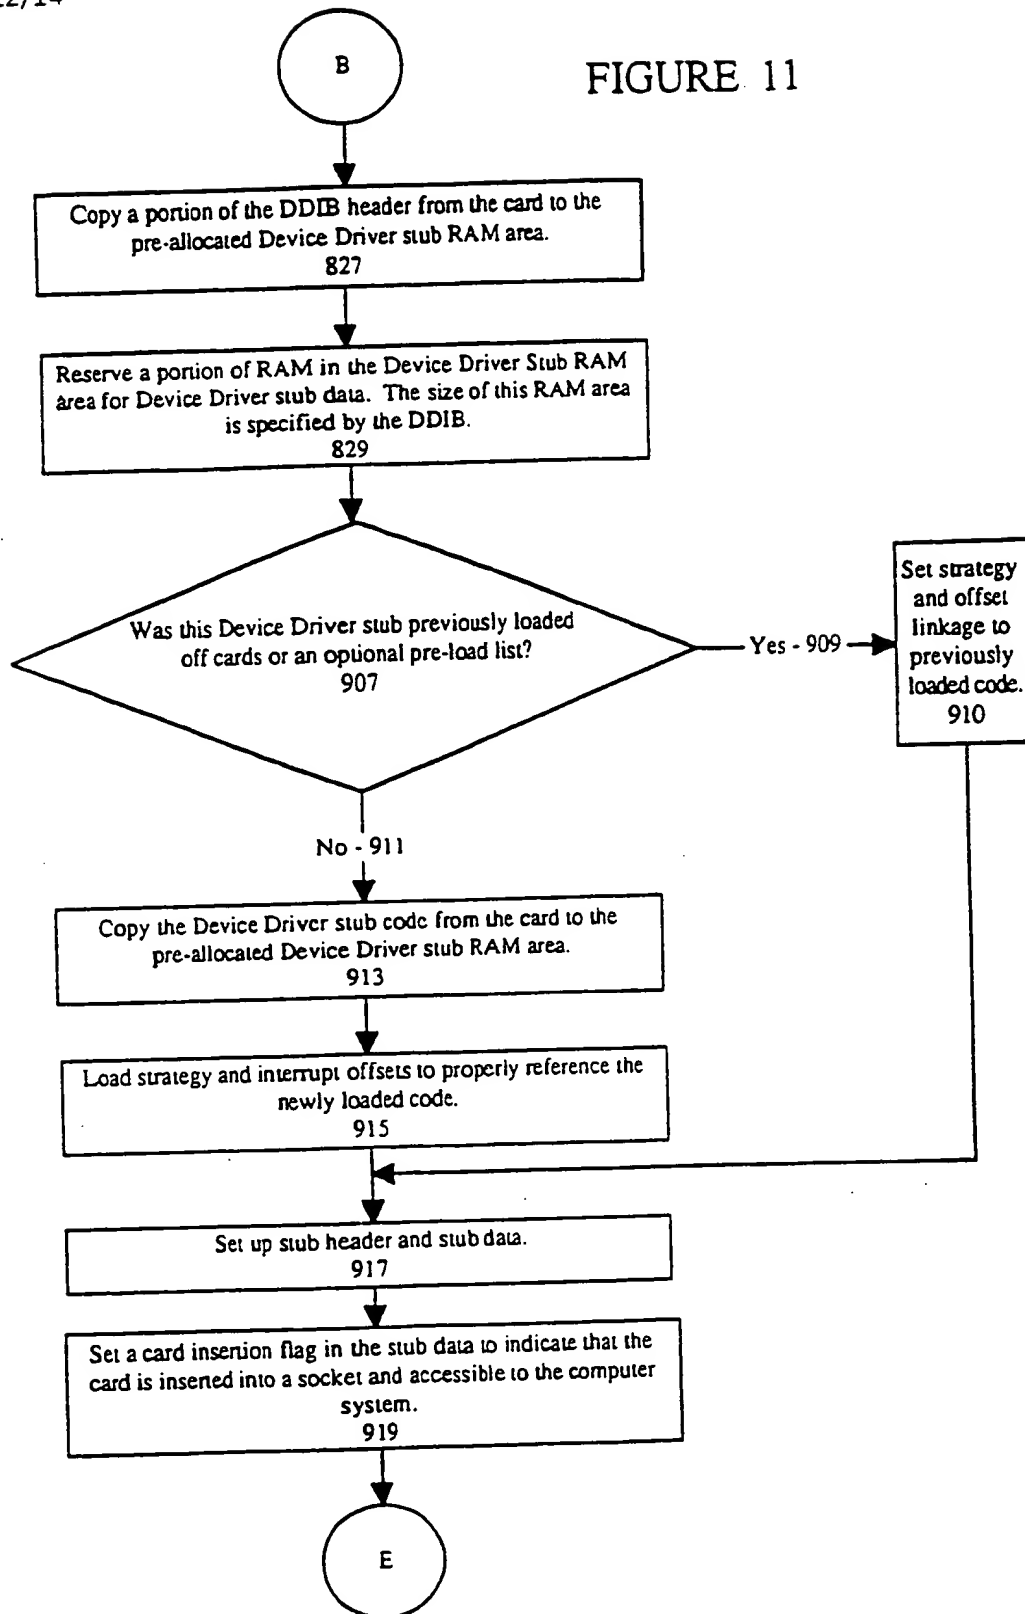 B
FIGURE 11
Copy a portion of the DDIB header from the card to the
pre-allocated Device Driver stub RAM area.
827
Reserve a portion of RAM in the Device Driver Stub RAM
area for Device Driver stub data. The size of this RAM area
is specified by the DDIB.
829
Was this Device Driver stub previously loaded
off cards or an optional pre-load list?
907
Yes - 909
Set strategy
and offset
linkage to
previously
loaded code.
910
No - 911
Copy the Device Driver stub code from the card to the
pre-allocated Device Driver stub RAM area.
913
Load strategy and interrupt offsets to properly reference the
newly loaded code.
915
Set up stub header and stub data.
917
Set a card insertion flag in the stub data to indicate that the
card is inserted into a socket and accessible to the computer
system.
919
E